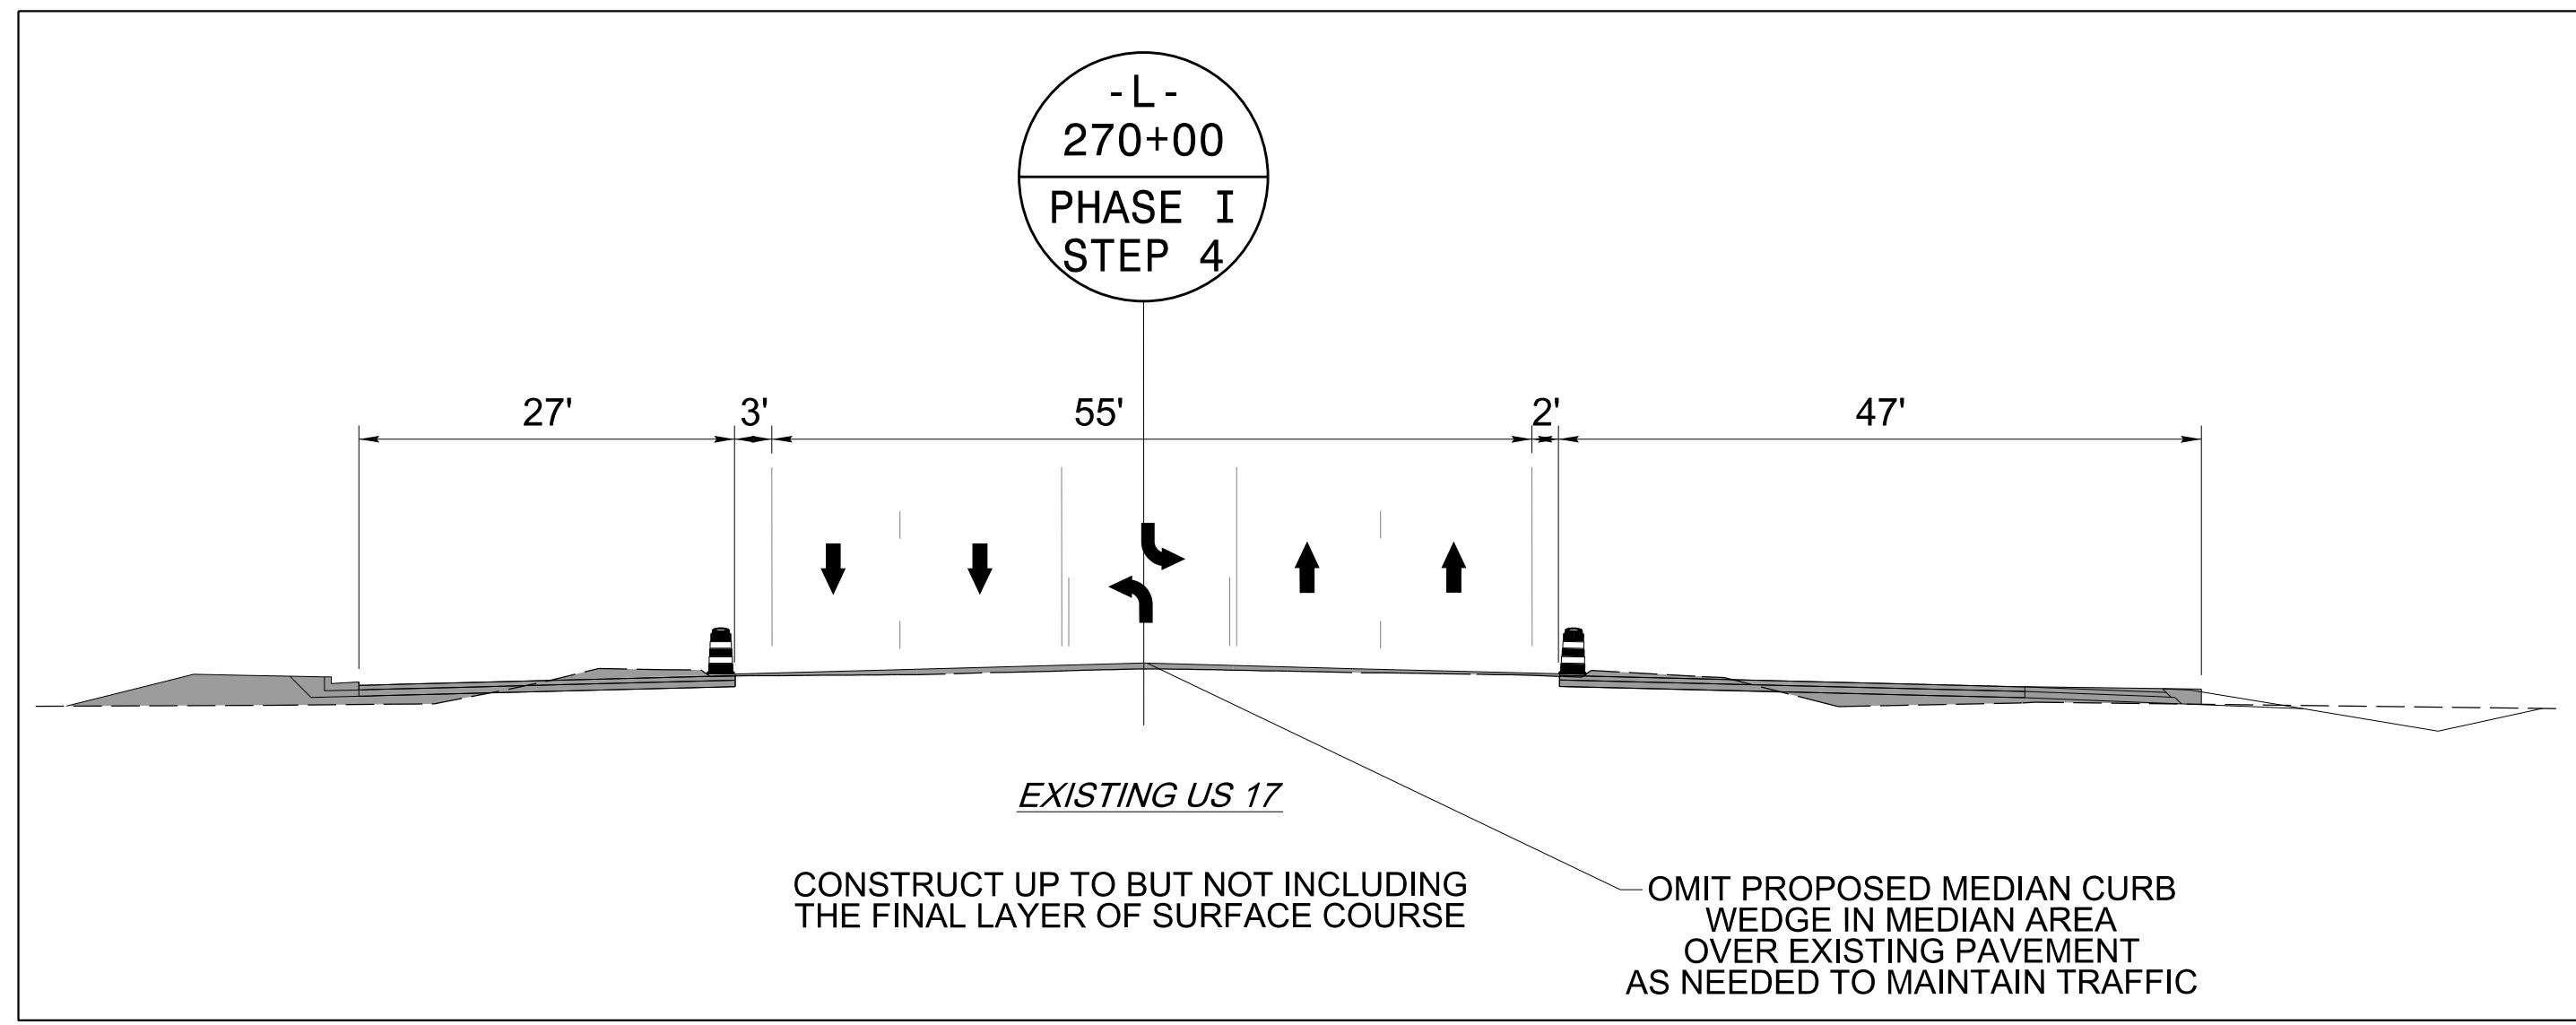 -L-
270+00
PHASE I
STEP 4
27' 3' 55' 2' 47'
EXISTING US 17
CONSTRUCT UP TO BUT NOT INCLUDING
THE FINAL LAYER OF SURFACE COURSE
OMIT PROPOSED MEDIAN CURB
WEDGE IN MEDIAN AREA
OVER EXISTING PAVEMENT
AS NEEDED TO MAINTAIN TRAFFIC